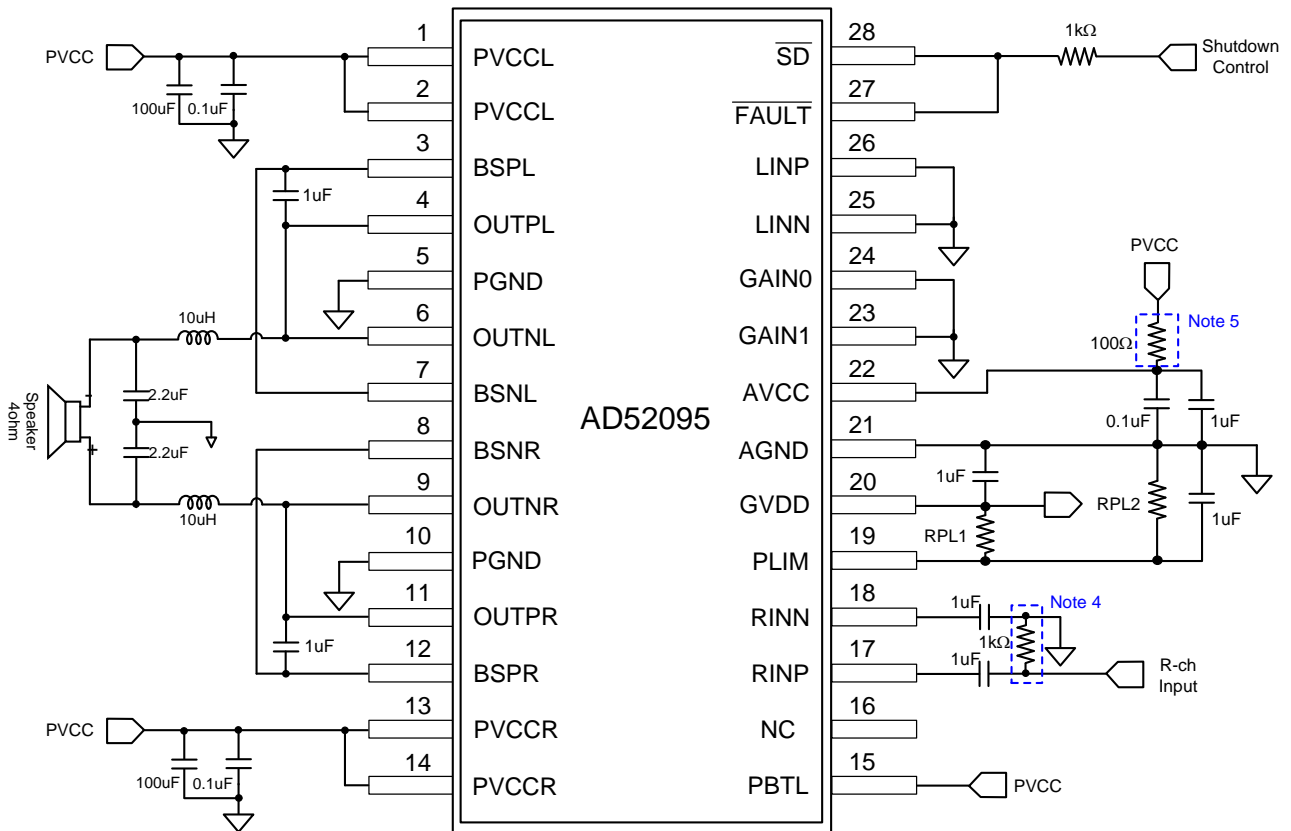 PVCC
100uF
0.1uF
1
PVCCL
2
PVCCL
3
BSPL
1uF
4
OUTPL
5
PGND
10uH
6
OUTNL
7
BSNL
2.2uF
-
Speaker
4ohm
+
2.2uF
8
BSNR
9
OUTNR
10uH
10
PGND
11
OUTPR
1uF
12
BSPR
13
PVCCR
PVCC
100uF
0.1uF
14
PVCCR
AD52095
28
SD
1kΩ
Shutdown
Control
27
FAULT
26
LINP
25
LINN
24
GAIN0
23
GAIN1
PVCC
Note 5
100Ω
22
AVCC
0.1uF
1uF
21
AGND
1uF
20
GVDD
RPL1
RPL2
1uF
19
PLIM
18
RINN
1uF
Note 4
1kΩ
17
RINP
1uF
R-ch
Input
16
NC
15
PBTL
PVCC